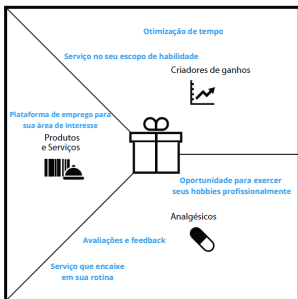 Otimização de tempo
Serviço no seu escopo de habilidade
Criadores de ganhos
Plataforma de emprego para
sua área de interesse
Produtos
e Serviços
Oportunidade para exercer
seus hobbies profissionalmente
Analgésicos
Avaliações e feedback
Serviço que encaixe
em sua rotina